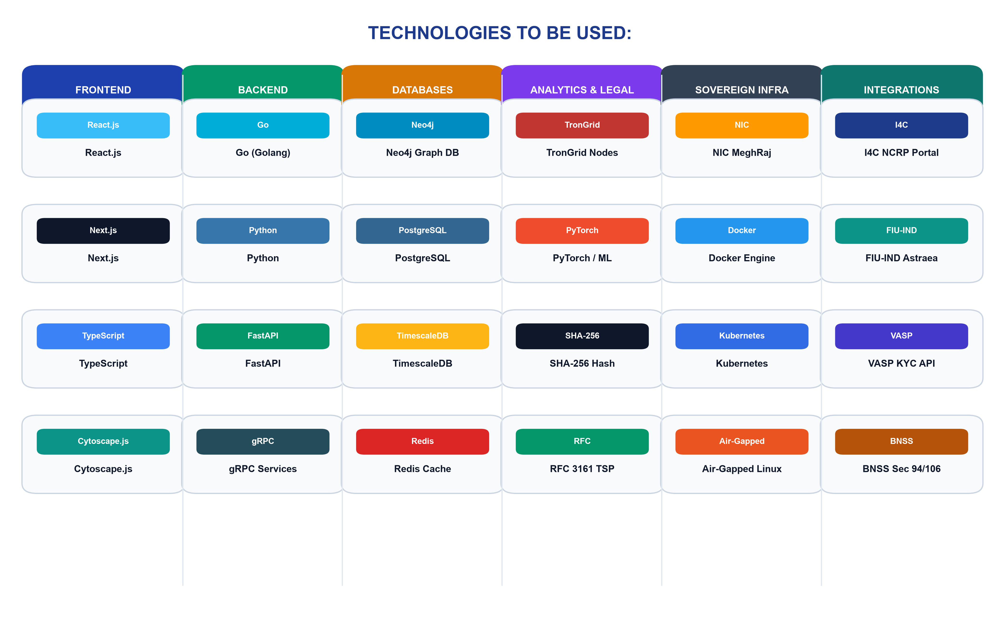 TECHNOLOGIES TO BE USED:
FRONTEND
BACKEND
DATABASES
ANALYTICS & LEGAL
SOVEREIGN INFRA
INTEGRATIONS
React.js
Go
Neo4j
TronGrid
NIC
I4C
React.js
Go (Golang)
Neo4j Graph DB
TronGrid Nodes
NIC MeghRaj
I4C NCRP Portal
Next.js
Python
PostgreSQL
PyTorch
Docker
FIU-IND
Next.js
Python
PostgreSQL
PyTorch / ML
Docker Engine
FIU-IND Astraea
TypeScript
FastAPI
TimescaleDB
SHA-256
Kubernetes
VASP
TypeScript
FastAPI
TimescaleDB
SHA-256 Hash
Kubernetes
VASP KYC API
Cytoscape.js
gRPC
Redis
RFC
Air-Gapped
BNSS
Cytoscape.js
gRPC Services
Redis Cache
RFC 3161 TSP
Air-Gapped Linux
BNSS Sec 94/106